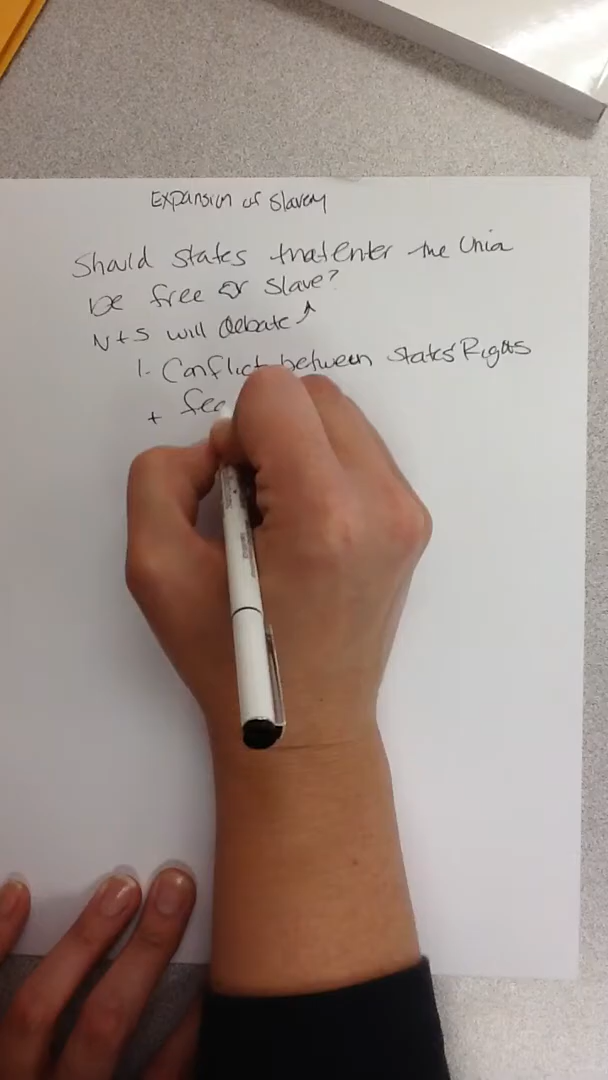 Expansion of Slavery
Should states that enter the Union
be free or slave?
N + S will debate
1. Conflict between states' Rights
+ fed